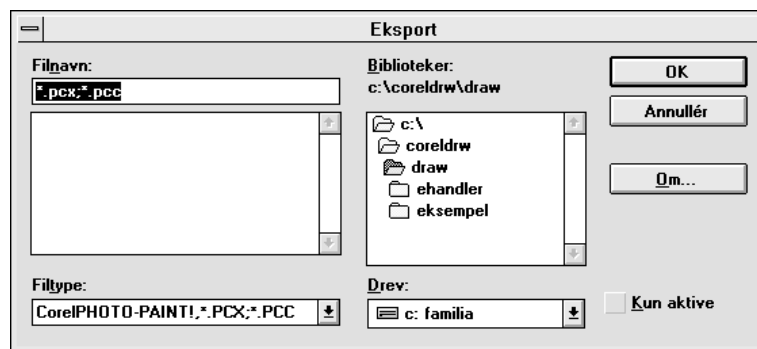 Eksport
Filnavn:
*.pcx;*.pcc
Biblioteker:
c:\coreldrw\draw
c:\
coreldrw
draw
ehandler
eksempel
OK
Annullér
Om...
Filtype:
CorelPHOTO-PAINT!,*.PCX;*.PCC
Drev:
c: familia
Kun aktive